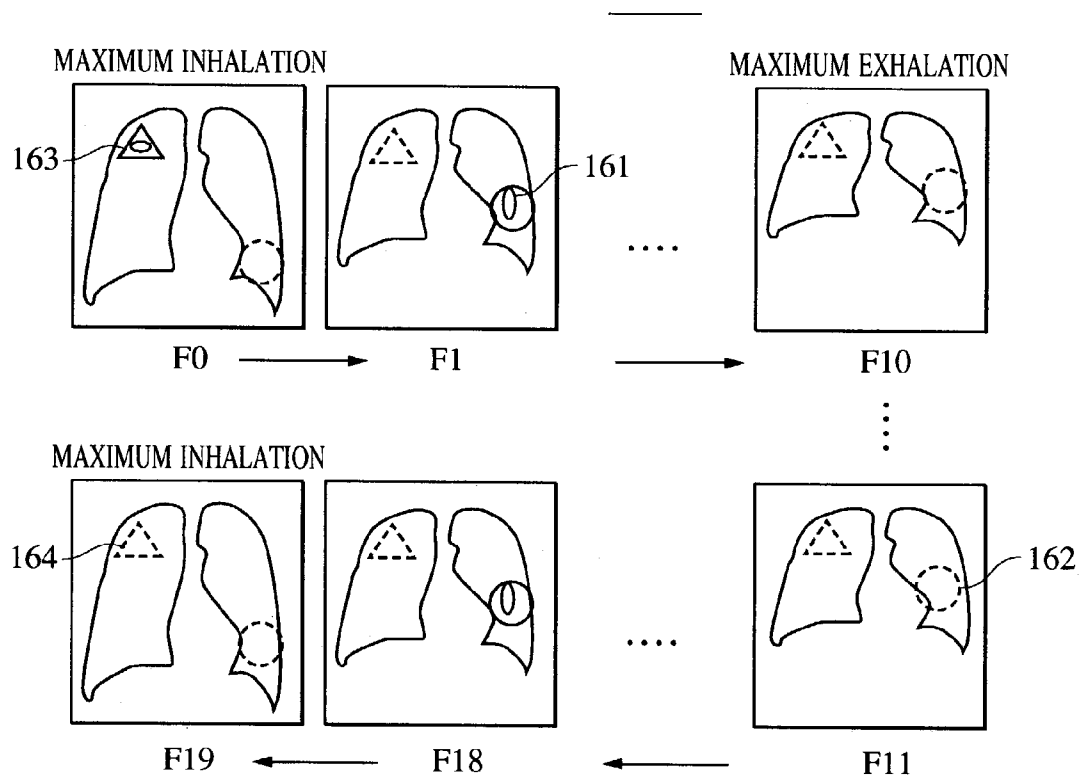 MAXIMUM INHALATION
MAXIMUM EXHALATION
163
161
....
F0
F1
F10
MAXIMUM INHALATION
164
162
....
F19
F18
F11